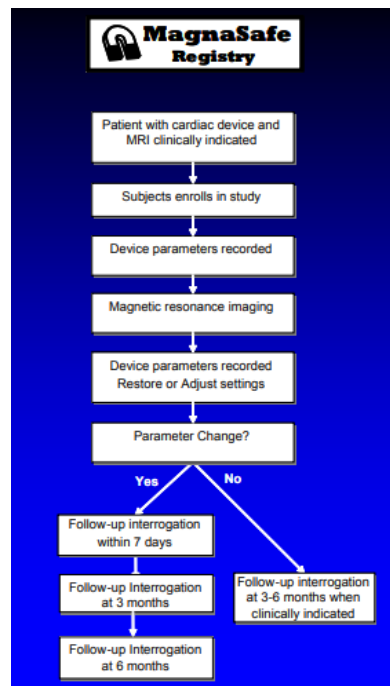 MagnaSafe
Registry
Patient with cardiac device and
MRI clinically indicated
Subjects enrolls in study
Device parameters recorded
Magnetic resonance imaging
Device parameters recorded
Restore or Adjust settings
Parameter Change?
Yes
No
Follow-up interrogation
within 7 days
Follow-up Interrogation
at 3 months
Follow-up Interrogation
at 6 months
Follow-up interrogation
at 3-6 months when
clinically indicated